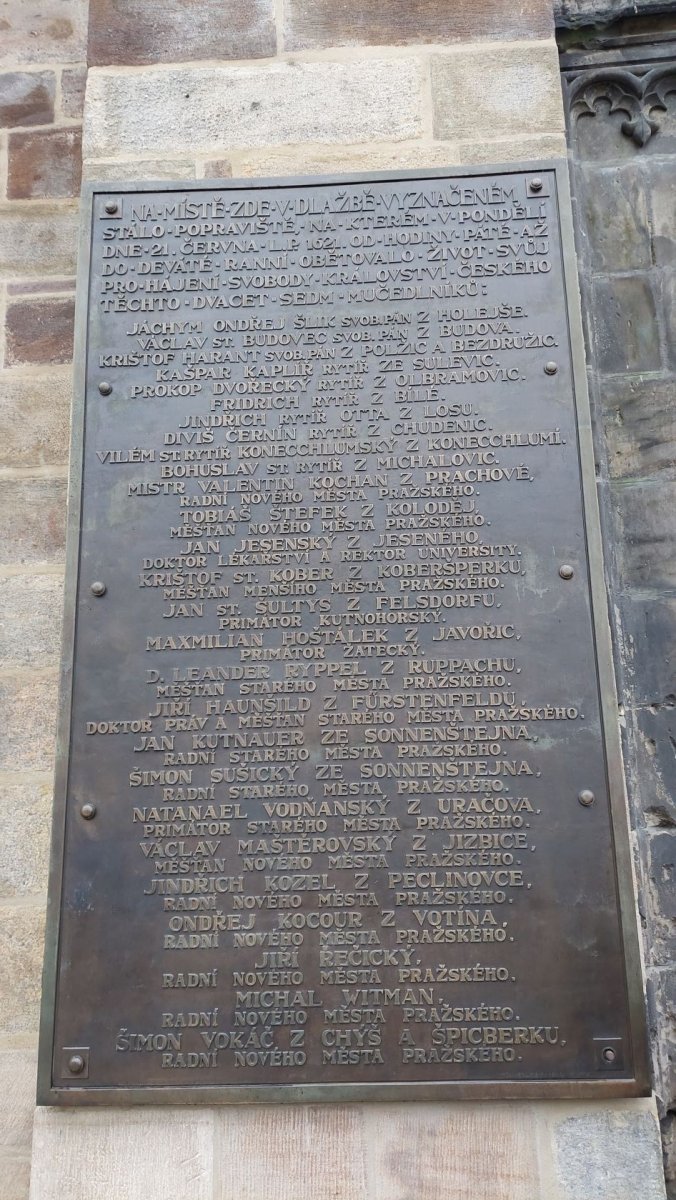 NA·MÍSTĚ·ZDE·V·DLAŽBĚ·VYZNAČENÉM,
STÁLO·POPRAVIŠTĚ,·NA·KTERÉM·V·PONDĚLÍ
DNE·21.ČERVNA·L.P.1621.OD·HODINY·PÁTÉ·AŽ
DO·DEVÁTÉ·RANNÍ·OBĚTOVALO·ŽIVOT·SVŮJ
PRO·HÁJENÍ·SVOBODY·KRÁLOVSTVÍ·ČESKÉHO
TĚCHTO·DVACET·SEDM·MUČEDLNÍKŮ:
JÁCHYM ONDŘEJ ŠLIK SVOB.PÁN Z HOLEJŠE.
VÁCLAV ST. BUDOVEC SVOB. PÁN Z BUDOVA.
KRIŠTOF HARANT SVOB.PÁN Z POLŽIC A BEZDRUŽIC.
KAŠPAR KAPLÍŘ RYTÍŘ ZE SULEVIC.
PROKOP DVOŘECKÝ RYTÍŘ Z OLBRAMOVIC.
FRIDRICH RYTÍŘ Z BÍLÉ.
JINDŘICH RYTÍŘ OTTA Z LOSU.
DIVIŠ ČERNÍN RYTÍŘ Z CHUDENIC.
VILÉM ST.RYTÍŘ KONECCHLUMSKÝ Z KONECCHLUMÍ.
BOHUSLAV ST. RYTÍŘ Z MICHALOVIC.
MISTR VALENTIN KOCHAN Z PRACHOVÉ,
RADNÍ NOVÉHO MĚSTA PRAŽSKÉHO.
TOBIÁŠ ŠTEFEK Z KOLODĚJ,
MĚŠŤAN NOVÉHO MĚSTA PRAŽSKÉHO.
JAN JESENSKÝ Z JESENÉHO,
DOKTOR LÉKAŘSTVÍ A REKTOR UNIVERSITY.
KRIŠTOF ST. KOBER Z KOBERŠPERKU,
MĚŠŤAN MENŠÍHO MĚSTA PRAŽSKÉHO.
JAN ST. ŠULTYS Z FELSDORFU,
PRIMÁTOR KUTNOHORSKÝ.
MAXMILIAN HOŠŤÁLEK Z JAVOŘIC,
PRIMÁTOR ŽATECKÝ.
D. LEANDER RYPPEL Z RUPPACHU,
MĚŠŤAN STARÉHO MĚSTA PRAŽSKÉHO.
JIŘÍ HAUNSILD Z FÜRSTENFELDU,
DOKTOR PRÁV A MĚŠŤAN STARÉHO MĚSTA PRAŽSKÉHO.
JAN KUTNAUER ZE SONNENŠTEJNA,
RADNÍ STARÉHO MĚSTA PRAŽSKÉHO.
ŠIMON SUŠICKÝ ZE SONNENŠTEJNA,
RADNÍ STARÉHO MĚSTA PRAŽSKÉHO.
NATANAEL VODŇANSKÝ Z URAČOVA,
PRIMÁTOR STARÉHO MĚSTA PRAŽSKÉHO.
VÁCLAV MAŠTĚROVSKÝ Z JIZBICE,
MĚŠŤAN NOVÉHO MĚSTA PRAŽSKÉHO.
JINDŘICH KOZEL Z PECLINOVCE,
RADNÍ NOVÉHO MĚSTA PRAŽSKÉHO.
ONDŘEJ KOCOUR Z VOTÍNA,
RADNÍ NOVÉHO MĚSTA PRAŽSKÉHO.
JIŘÍ ŘEČICKÝ,
RADNÍ NOVÉHO MĚSTA PRAŽSKÉHO.
MICHAL WITMAN,
RADNÍ NOVÉHO MĚSTA PRAŽSKÉHO.
ŠIMON VOKÁČ Z CHÝŠ A ŠPICBERKU,
RADNÍ NOVÉHO MĚSTA PRAŽSKÉHO.